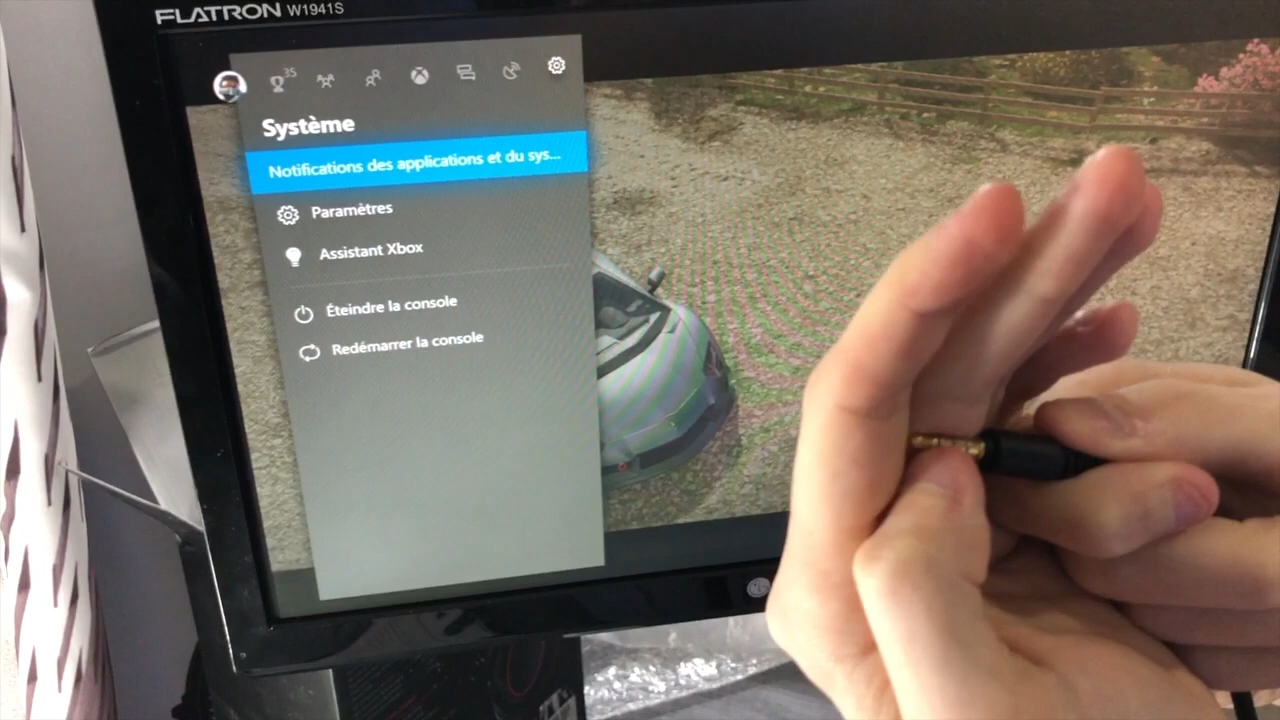 FLATRON W1941S
35
Système
Notifications des applications et du sys...
Paramètres
Assistant Xbox
Éteindre la console
Redémarrer la console
LG